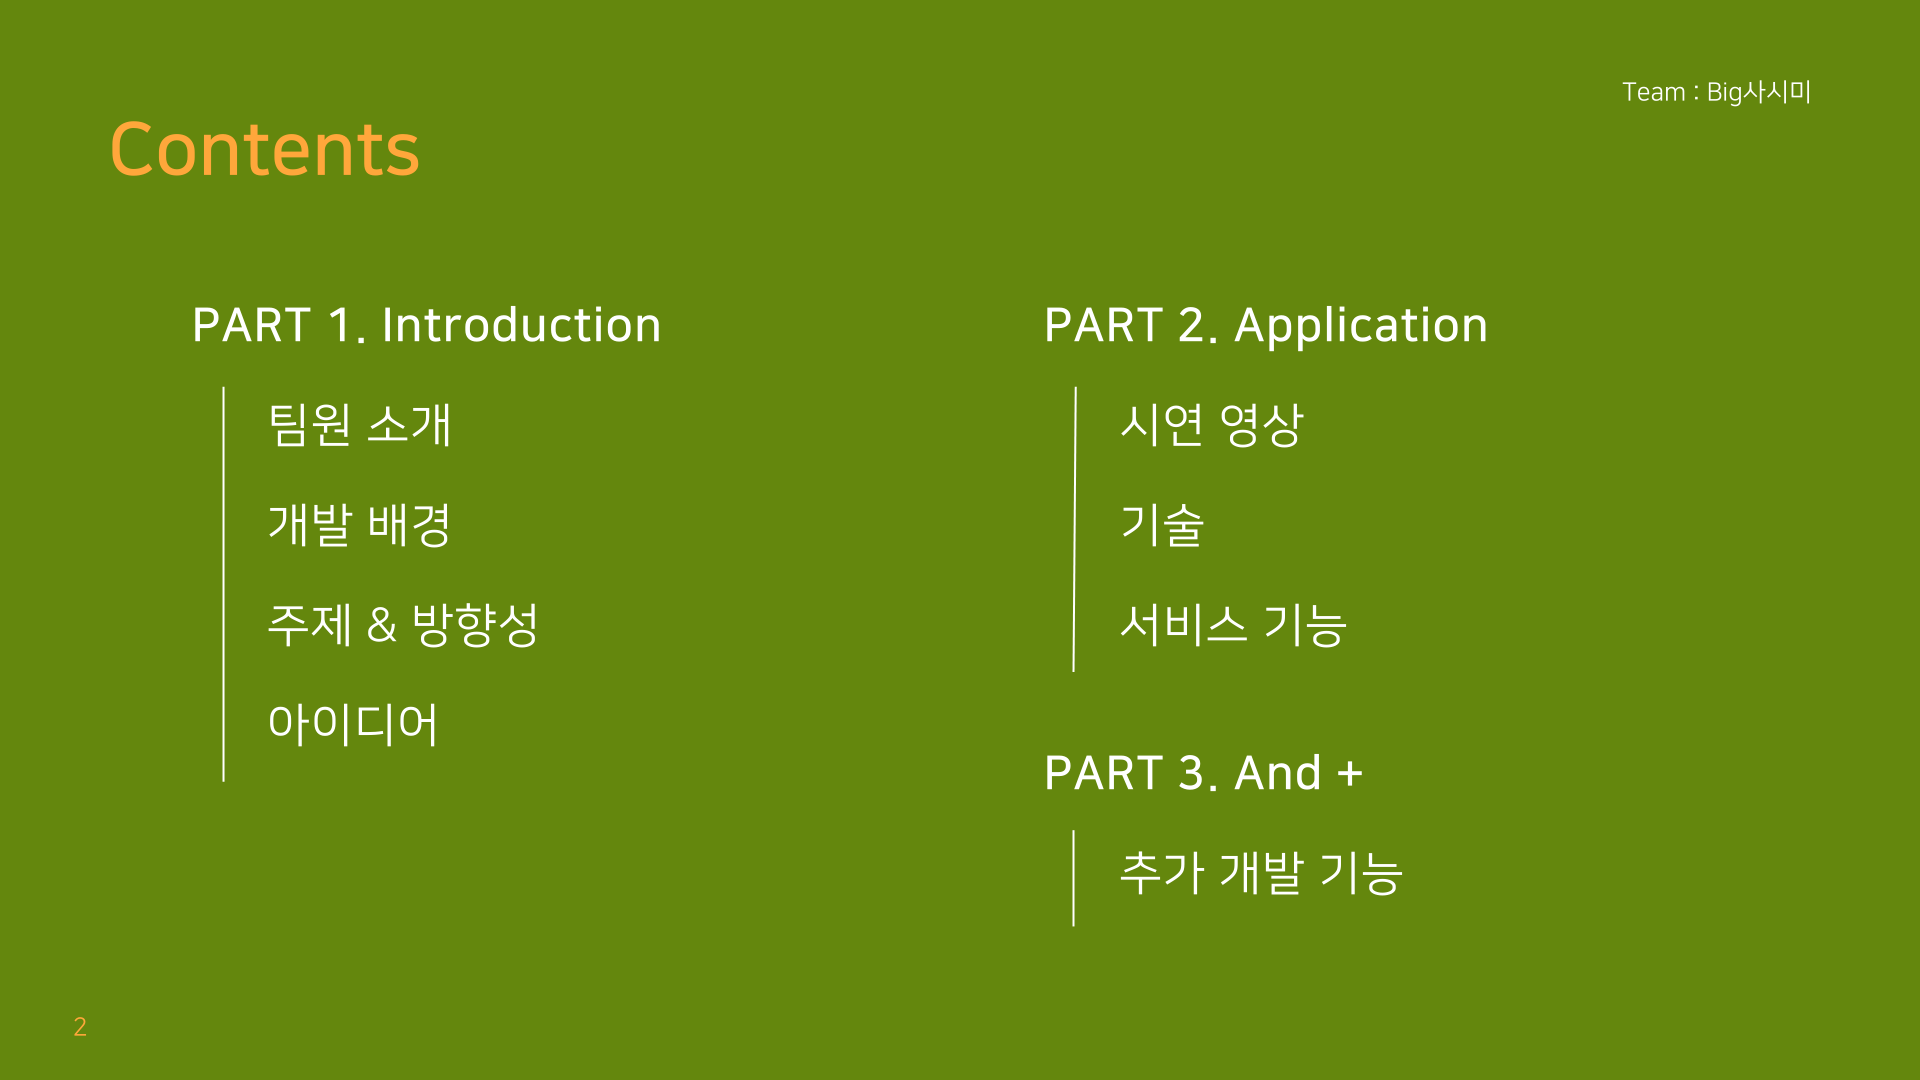 Team : Big사시미
Contents
PART 1. Introduction
팀원 소개
개발 배경
주제 & 방향성
아이디어
PART 2. Application
시연 영상
기술
서비스 기능
PART 3. And +
추가 개발 기능
2